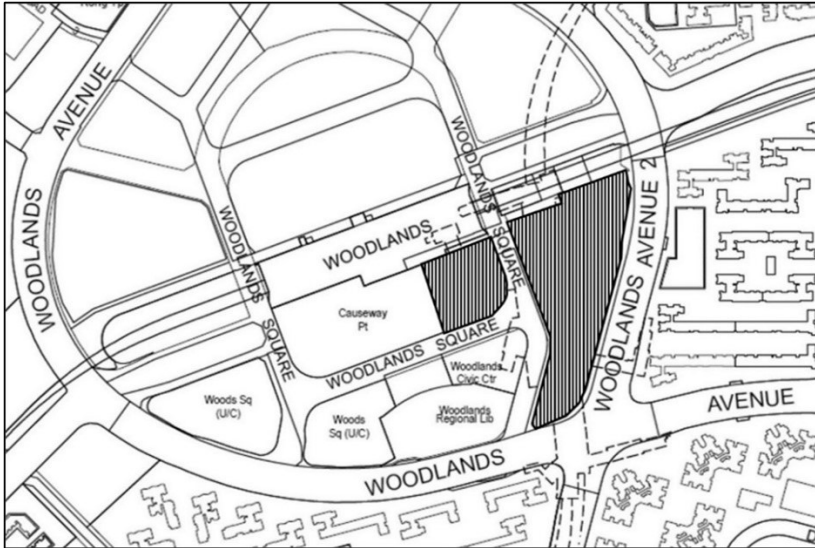 WOODLANDS
AVENUE
WOODLANDS
SQUARE
WOODLANDS
SQUARE
WOODLANDS
WOODLANDS
AVENUE 2
Causeway
Pt
WOODLANDS SQUARE
Woodlands
Civic Ctr
Woods Sq
(U/C)
Woods
Sq (U/C)
Woodlands
Regional Lib
WOODLANDS
AVENUE